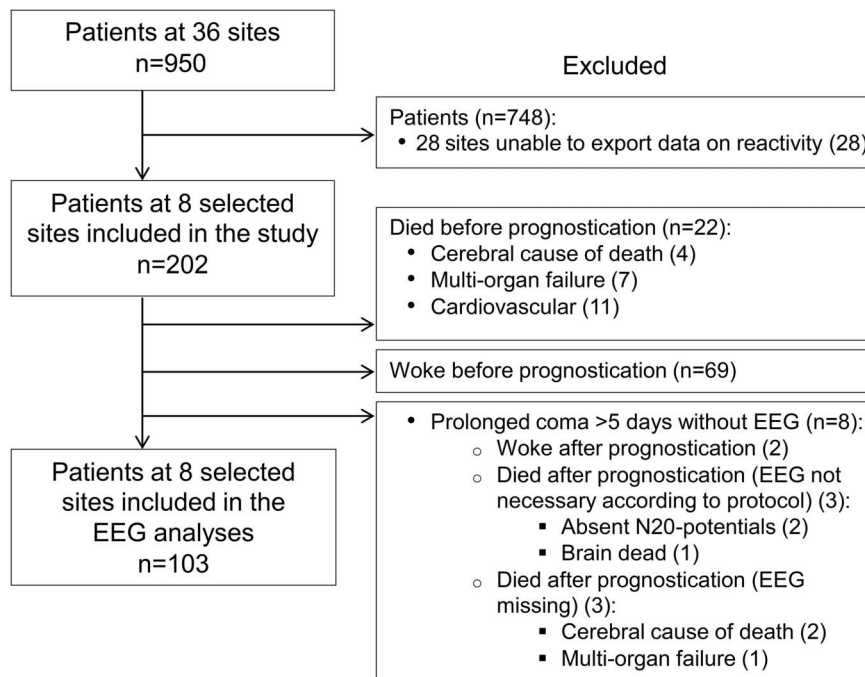 Patients at 36 sites
n=950
Excluded
Patients (n=748):
• 28 sites unable to export data on reactivity (28)
Patients at 8 selected
sites included in the study
n=202
Died before prognostication (n=22):
• Cerebral cause of death (4)
• Multi-organ failure (7)
• Cardiovascular (11)
Woke before prognostication (n=69)
• Prolonged coma >5 days without EEG (n=8):
○ Woke after prognostication (2)
○ Died after prognostication (EEG not
necessary according to protocol) (3):
▪ Absent N20-potentials (2)
▪ Brain dead (1)
○ Died after prognostication (EEG
missing) (3):
▪ Cerebral cause of death (2)
▪ Multi-organ failure (1)
Patients at 8 selected
sites included in the
EEG analyses
n=103